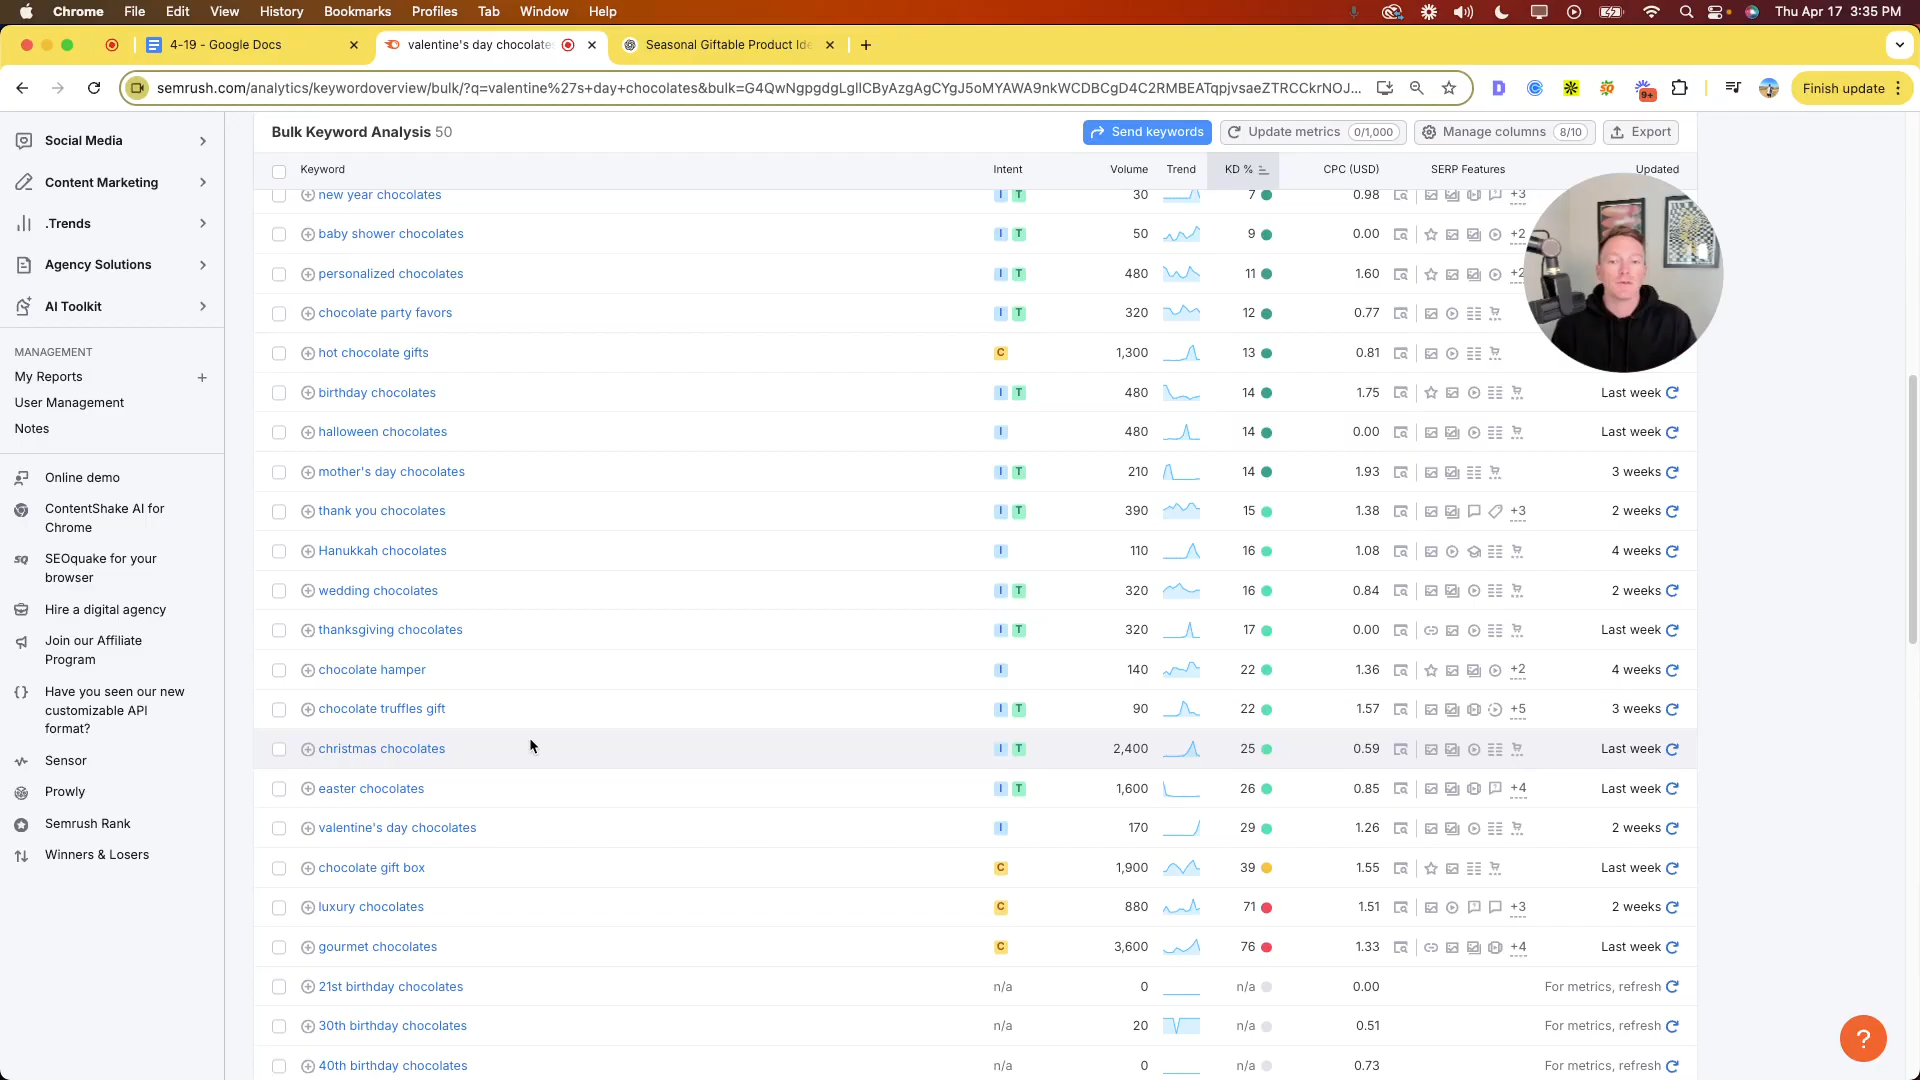 Chrome File Edit View History Bookmarks Profiles Tab Window Help Thu Apr 17 3:35 PM
4-19 - Google Docs valentine's day chocolate Seasonal Giftable Product Ide
semrush.com/analytics/keywordoverview/bulk/?q=valentine%27s+day+chocolates&bulk=G4QwNgpgdgLglICByAzgAgCYgJ5oMYAWA9nkWCDBCgD4C2RMBEATqpjvsaeZTRCCkrNOJ... 9+ Finish update
Social Media
Content Marketing
.Trends
Agency Solutions
AI Toolkit
MANAGEMENT
My Reports +
User Management
Notes
Online demo
ContentShake AI for
Chrome
SEOquake for your
browser
Hire a digital agency
Join our Affiliate
Program
Have you seen our new
customizable API
format?
Sensor
Prowly
Semrush Rank
Winners & Losers
Bulk Keyword Analysis 50 Send keywords Update metrics 0/1,000 Manage columns 8/10 Export
Keyword Intent Volume Trend KD % CPC (USD) SERP Features Updated
new year chocolates I T 30 7 0.98 +3
baby shower chocolates I T 50 9 0.00 +2
personalized chocolates I T 480 11 1.60 +2
chocolate party favors I T 320 12 0.77
hot chocolate gifts C 1,300 13 0.81
birthday chocolates I T 480 14 1.75 Last week
halloween chocolates I 480 14 0.00 Last week
mother's day chocolates I T 210 14 1.93 3 weeks
thank you chocolates I T 390 15 1.38 +3 2 weeks
Hanukkah chocolates I 110 16 1.08 4 weeks
wedding chocolates I T 320 16 0.84 2 weeks
thanksgiving chocolates I T 320 17 0.00 Last week
chocolate hamper I 140 22 1.36 +2 4 weeks
chocolate truffles gift I T 90 22 1.57 +5 3 weeks
christmas chocolates I T 2,400 25 0.59 Last week
easter chocolates I T 1,600 26 0.85 +4 Last week
valentine's day chocolates I 170 29 1.26 2 weeks
chocolate gift box C 1,900 39 1.55 Last week
luxury chocolates C 880 71 1.51 +3 2 weeks
gourmet chocolates C 3,600 76 1.33 +4 Last week
21st birthday chocolates n/a 0 n/a 0.00 For metrics, refresh
30th birthday chocolates n/a 20 n/a 0.51 For metrics, refresh
40th birthday chocolates n/a 0 n/a 0.73 For metrics, refresh
?